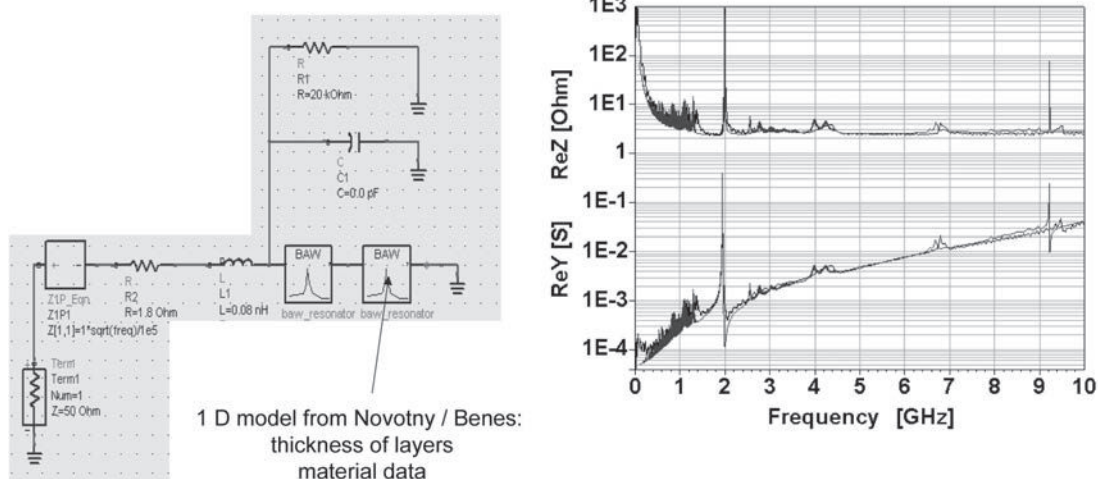 R
R1
R=20 kOhm
C
C1
C=0.0 pF
BAW
BAW
R
R2
R=1.8 Ohm
L
L1
L=0.08 nH
baw_resonator
baw_resonator
Z1P_Eqn
Z1P1
Z[1,1]=1*sqrt(freq)/1e5
Term
Term1
Num=1
Z=50 Ohm
1 D model from Novotny / Benes:
thickness of layers
material data
ReZ [Ohm]
1E3
1E2
1E1
1
ReY [S]
1E-1
1E-2
1E-3
1E-4
0 1 2 3 4 5 6 7 8 9 10
Frequency [GHz]